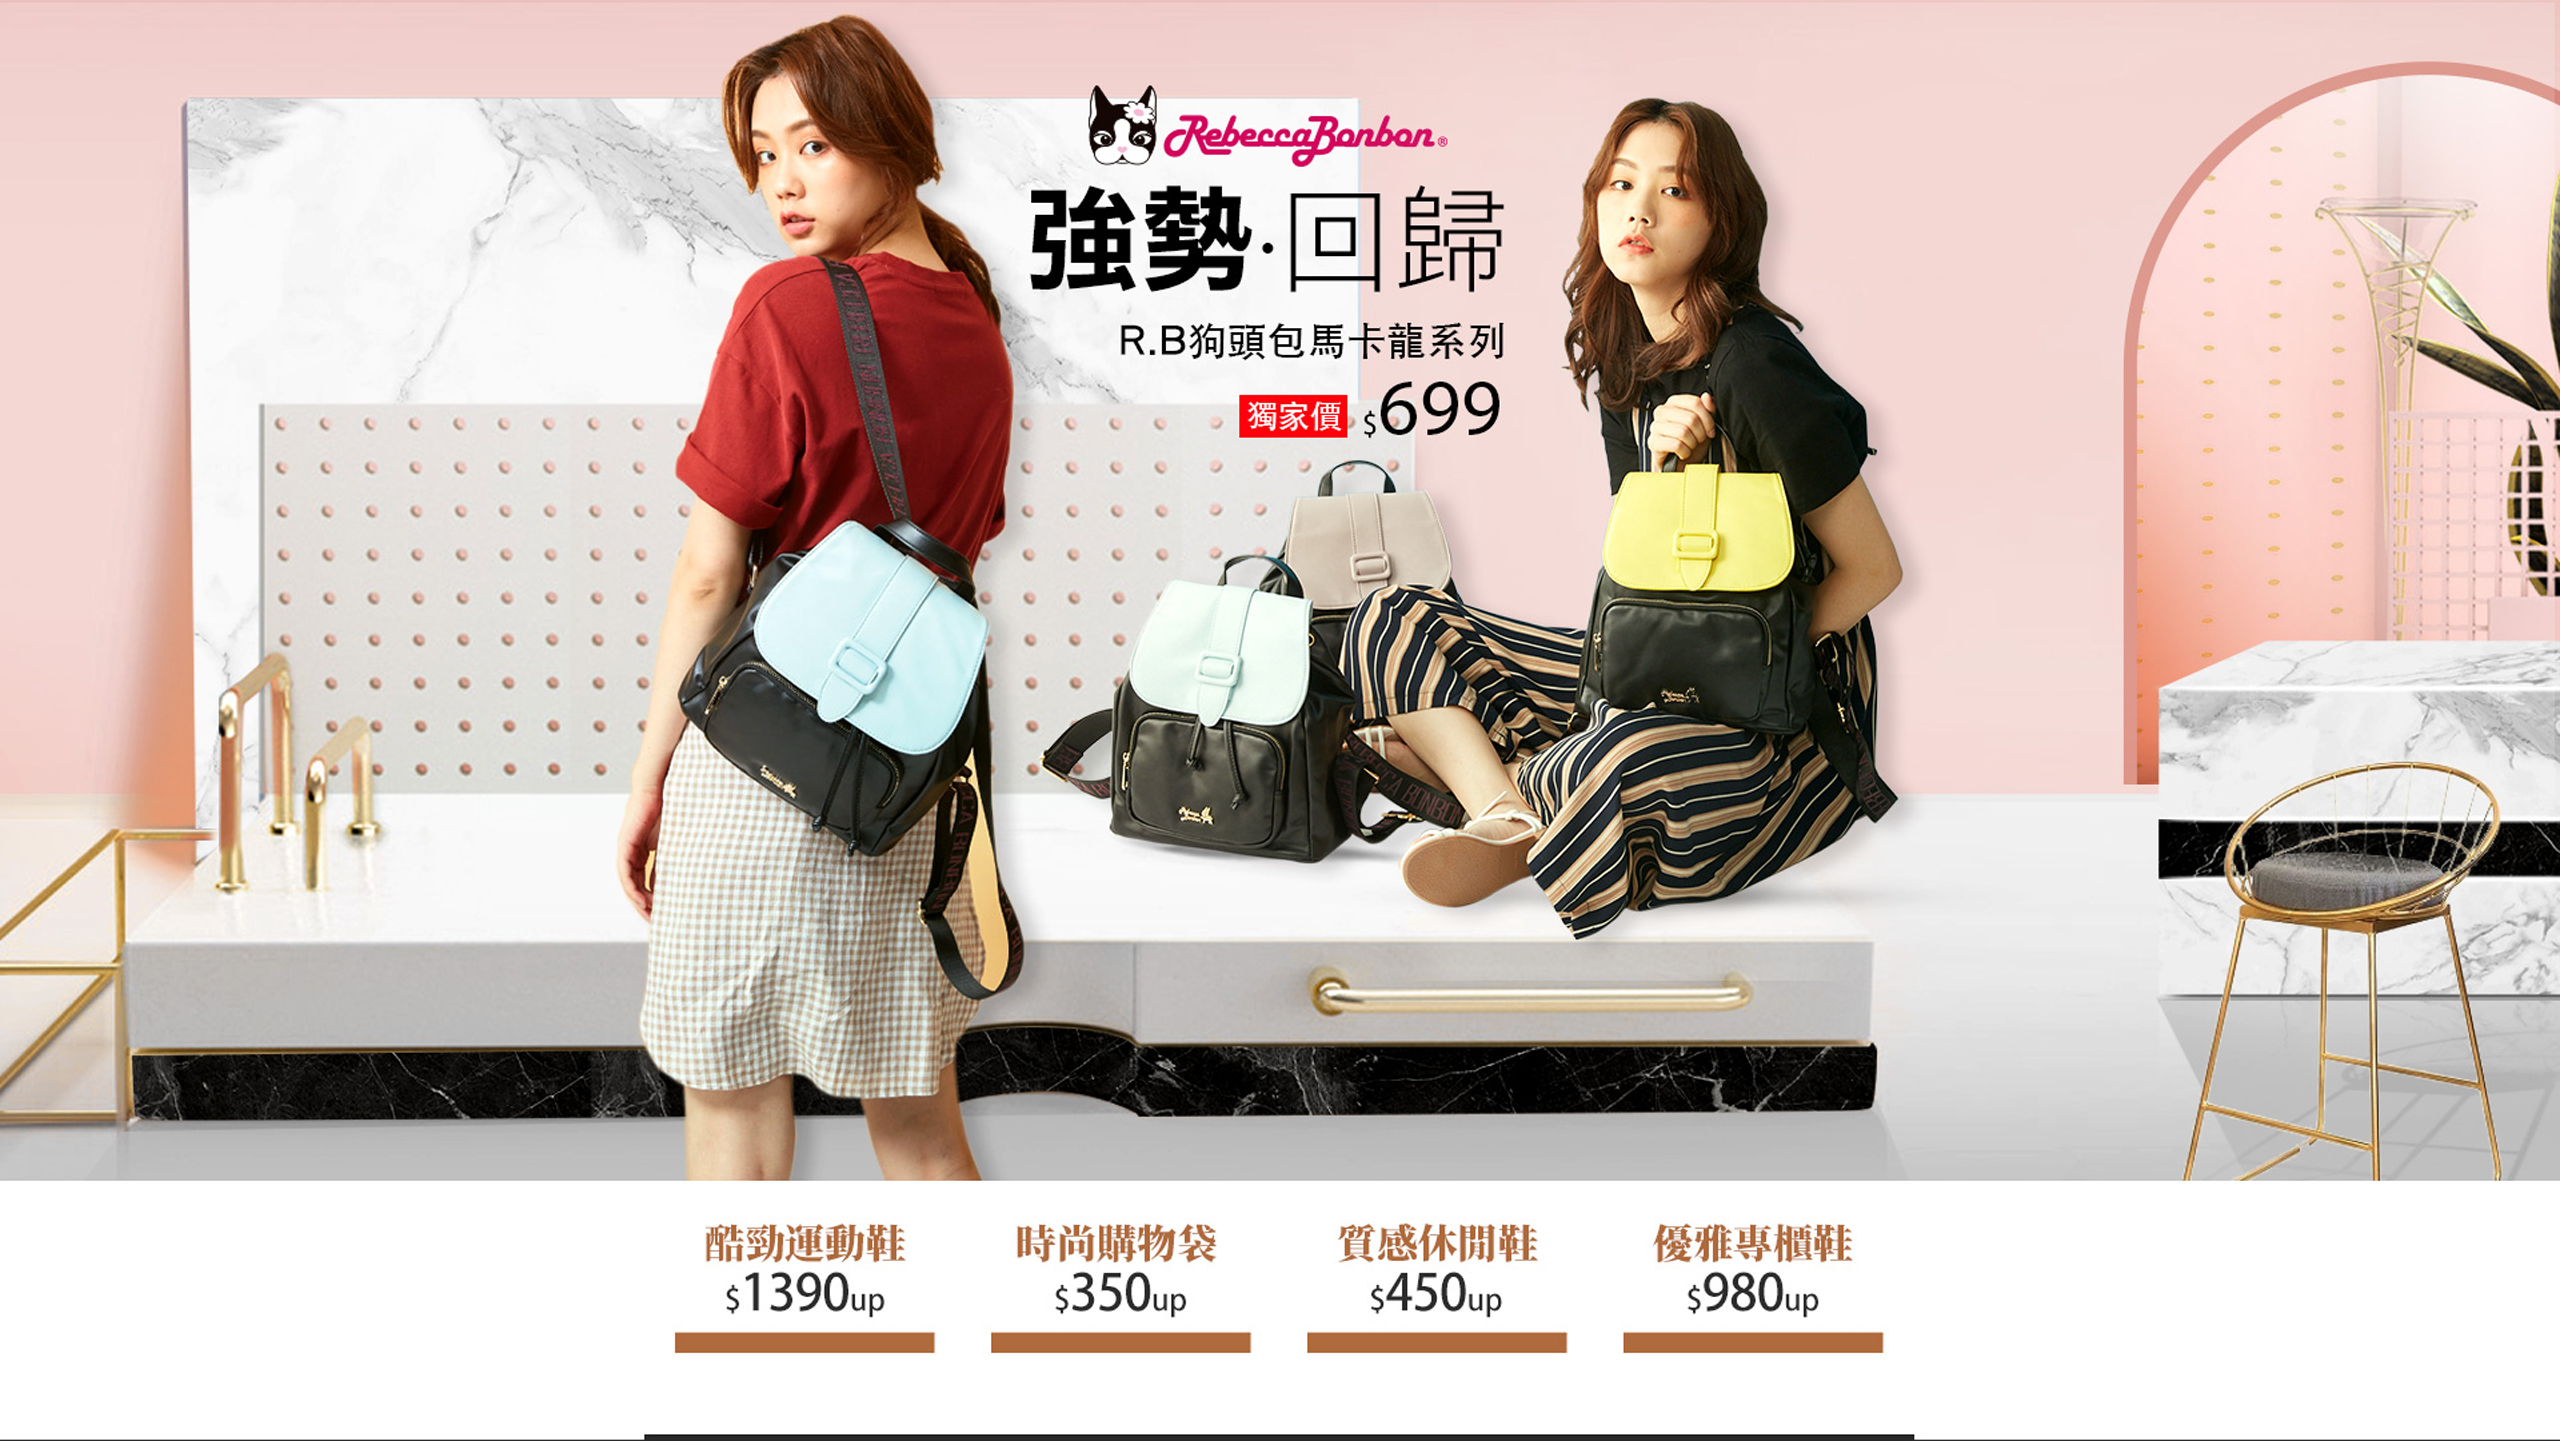 RebeccaBonbon®
強勢·回歸
R.B狗頭包馬卡龍系列
獨家價 $699
酷勁運動鞋
$1390up
時尚購物袋
$350up
質感休閒鞋
$450up
優雅專櫃鞋
$980up